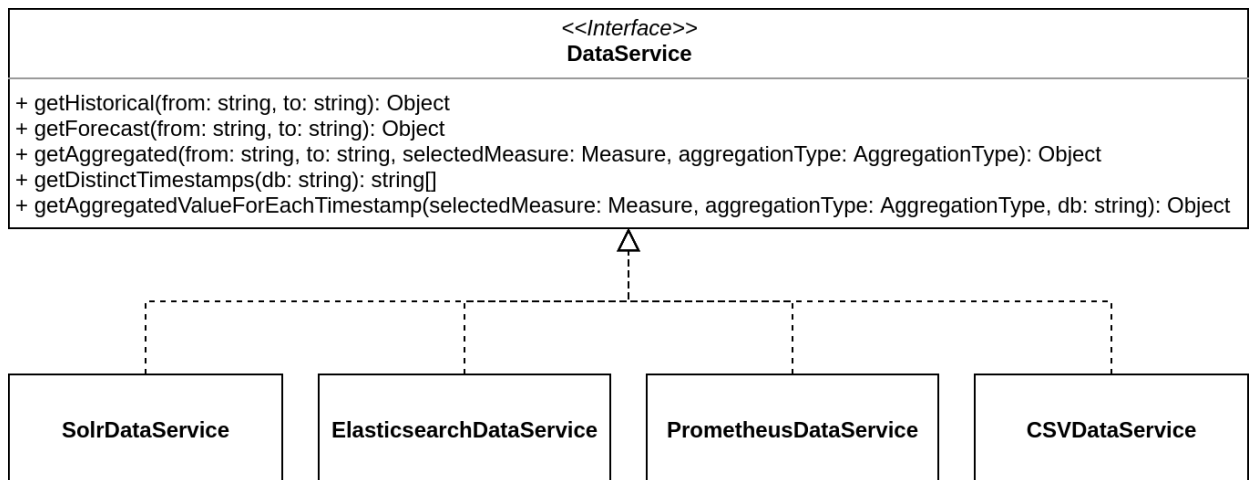 <<Interface>>
DataService
+ getHistorical(from: string, to: string): Object
+ getForecast(from: string, to: string): Object
+ getAggregated(from: string, to: string, selectedMeasure: Measure, aggregationType: AggregationType): Object
+ getDistinctTimestamps(db: string): string[]
+ getAggregatedValueForEachTimestamp(selectedMeasure: Measure, aggregationType: AggregationType, db: string): Object
SolrDataService
ElasticsearchDataService
PrometheusDataService
CSVDataService